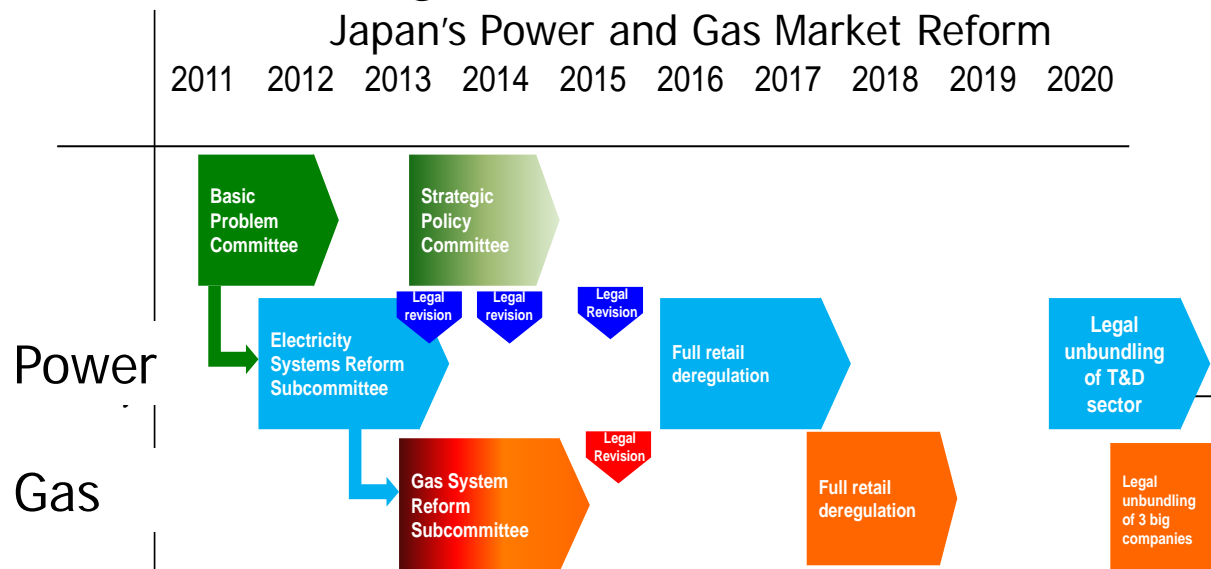 Japan's Power and Gas Market Reform
2011 2012 2013 2014 2015 2016 2017 2018 2019 2020
Basic
Problem
Committee
Strategic
Policy
Committee
Legal
revision
Legal
revision
Legal
Revision
Power
Electricity
Systems Reform
Subcommittee
Full retail
deregulation
Legal
unbundling
of T&D
sector
Legal
Revision
Gas
Gas System
Reform
Subcommittee
Full retail
deregulation
Legal
unbundling
of 3 big
companies